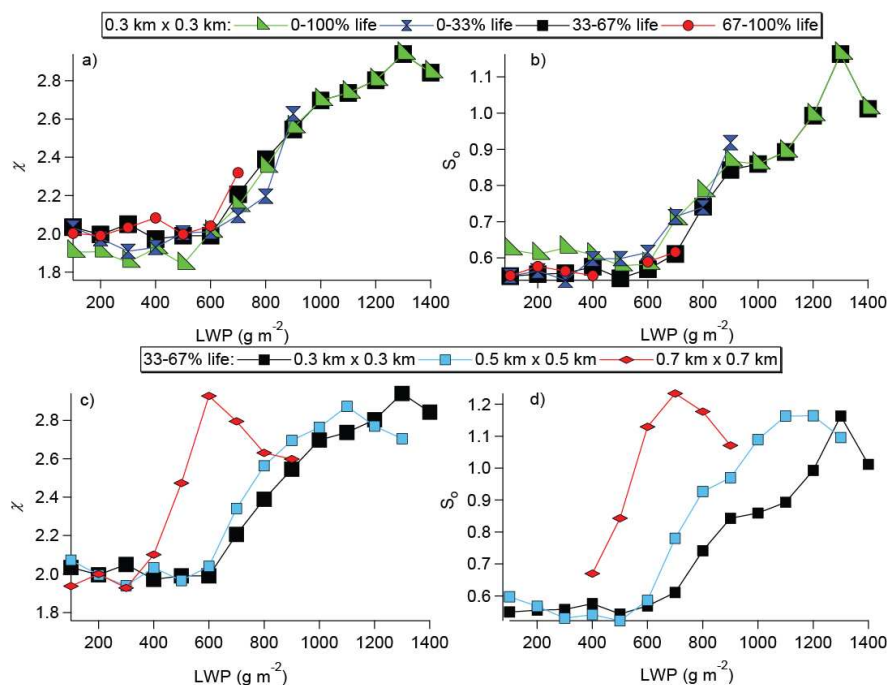 0.3 km x 0.3 km: 0-100% life 0-33% life 33-67% life 67-100% life
a)
2.8
2.6
2.4
2.2
2.0
1.8
χ
200 400 600 800 1000 1200 1400
LWP (g m⁻²)
b)
1.1
1.0
0.9
0.8
0.7
0.6
Sₒ
200 400 600 800 1000 1200 1400
LWP (g m⁻²)
33-67% life: 0.3 km x 0.3 km 0.5 km x 0.5 km 0.7 km x 0.7 km
c)
2.8
2.6
2.4
2.2
2.0
1.8
χ
200 400 600 800 1000 1200 1400
LWP (g m⁻²)
d)
1.2
1.1
1.0
0.9
0.8
0.7
0.6
Sₒ
200 400 600 800 1000 1200 1400
LWP (g m⁻²)